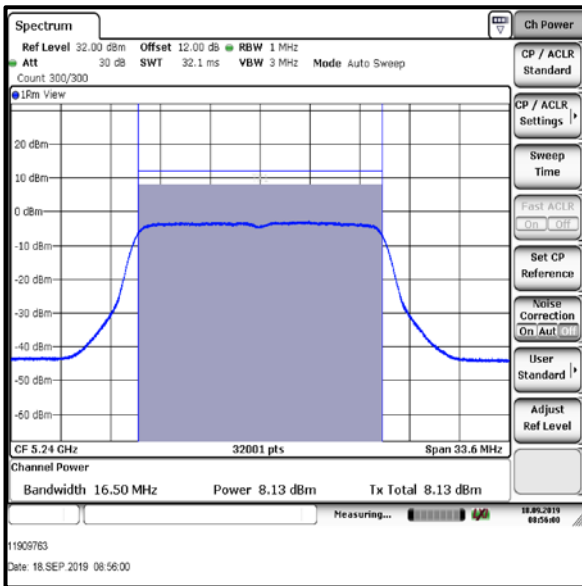 Spectrum
Ref Level 32.00 dBm Offset 12.00 dB RBW 1 MHz
Att 30 dB SWT 32.1 ms VBW 3 MHz Mode Auto Sweep
Count 300/300
1Rm View
20 dBm
10 dBm
0 dBm
-10 dBm
-20 dBm
-30 dBm
-40 dBm
-50 dBm
-60 dBm
CF 5.24 GHz 32001 pts Span 33.6 MHz
Channel Power
Bandwidth 16.50 MHz Power 8.13 dBm Tx Total 8.13 dBm
Measuring... 18.09.2019
08:56:00
Ch Power
CP / ACLR
Standard
CP / ACLR
Settings
Sweep
Time
Fast ACLR
On Off
Set CP
Reference
Noise
Correction
On Aut Off
User
Standard
Adjust
Ref Level
11909763
Date: 18.SEP.2019 08:56:00